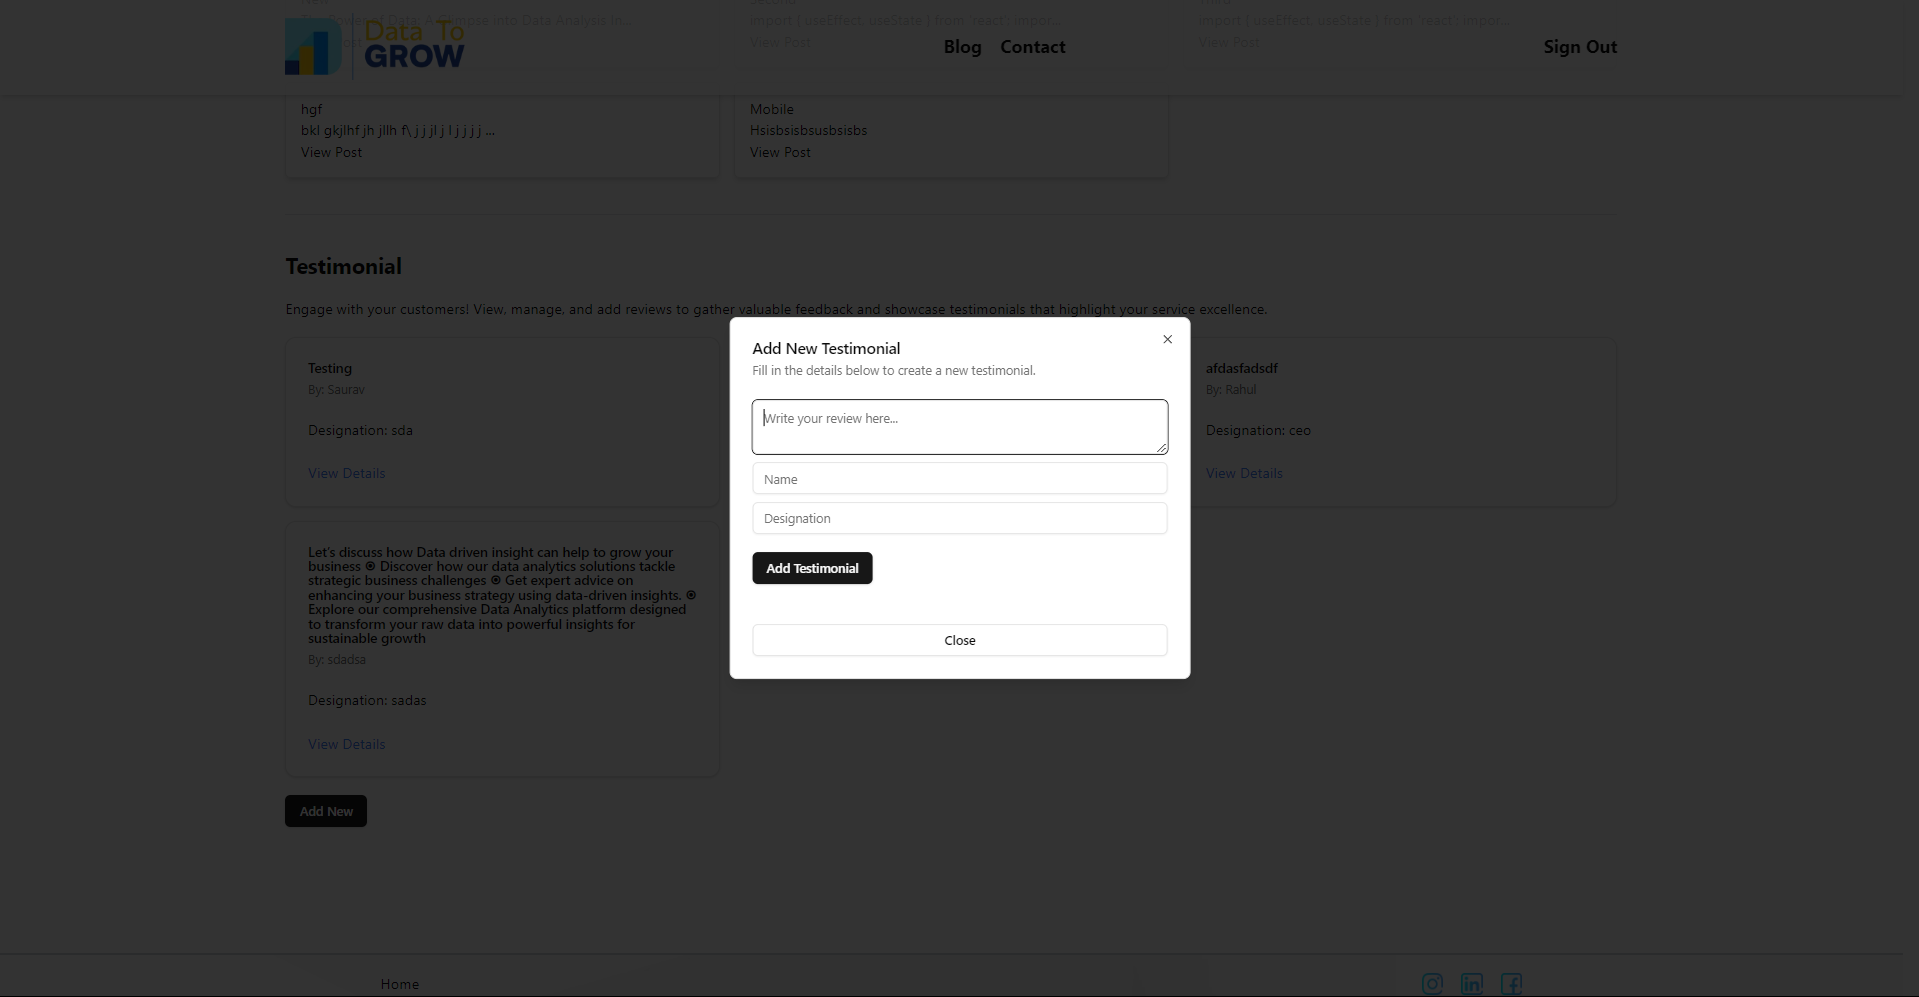 The Power of Data: A Glimpse into Data Analysis In...
import { useEffect, useState } from 'react'; impor...
import { useEffect, useState } from 'react'; impor...
View Post
View Post
Data To
GROW
Blog
Contact
Sign Out
hgf
bkl gkjlhf jh jllh f\ j j jl j l j j j j ...
View Post
Mobile
Hsisbsisbsusbsisbs
View Post
Testimonial
Engage with your customers! View, manage, and add reviews to gather valuable feedback and showcase testimonials that highlight your service excellence.
Testing
By: Saurav
Designation: sda
View Details
afdasfadsdf
By: Rahul
Designation: ceo
View Details
Let's discuss how Data driven insight can help to grow your
business ⊛ Discover how our data analytics solutions tackle
strategic business challenges ⊛ Get expert advice on
enhancing your business strategy using data-driven insights. ⊛
Explore our comprehensive Data Analytics platform designed
to transform your raw data into powerful insights for
sustainable growth
By: sdadsa
Designation: sadas
View Details
Add New
Add New Testimonial
Fill in the details below to create a new testimonial.
Write your review here...
Name
Designation
Add Testimonial
Close
Home